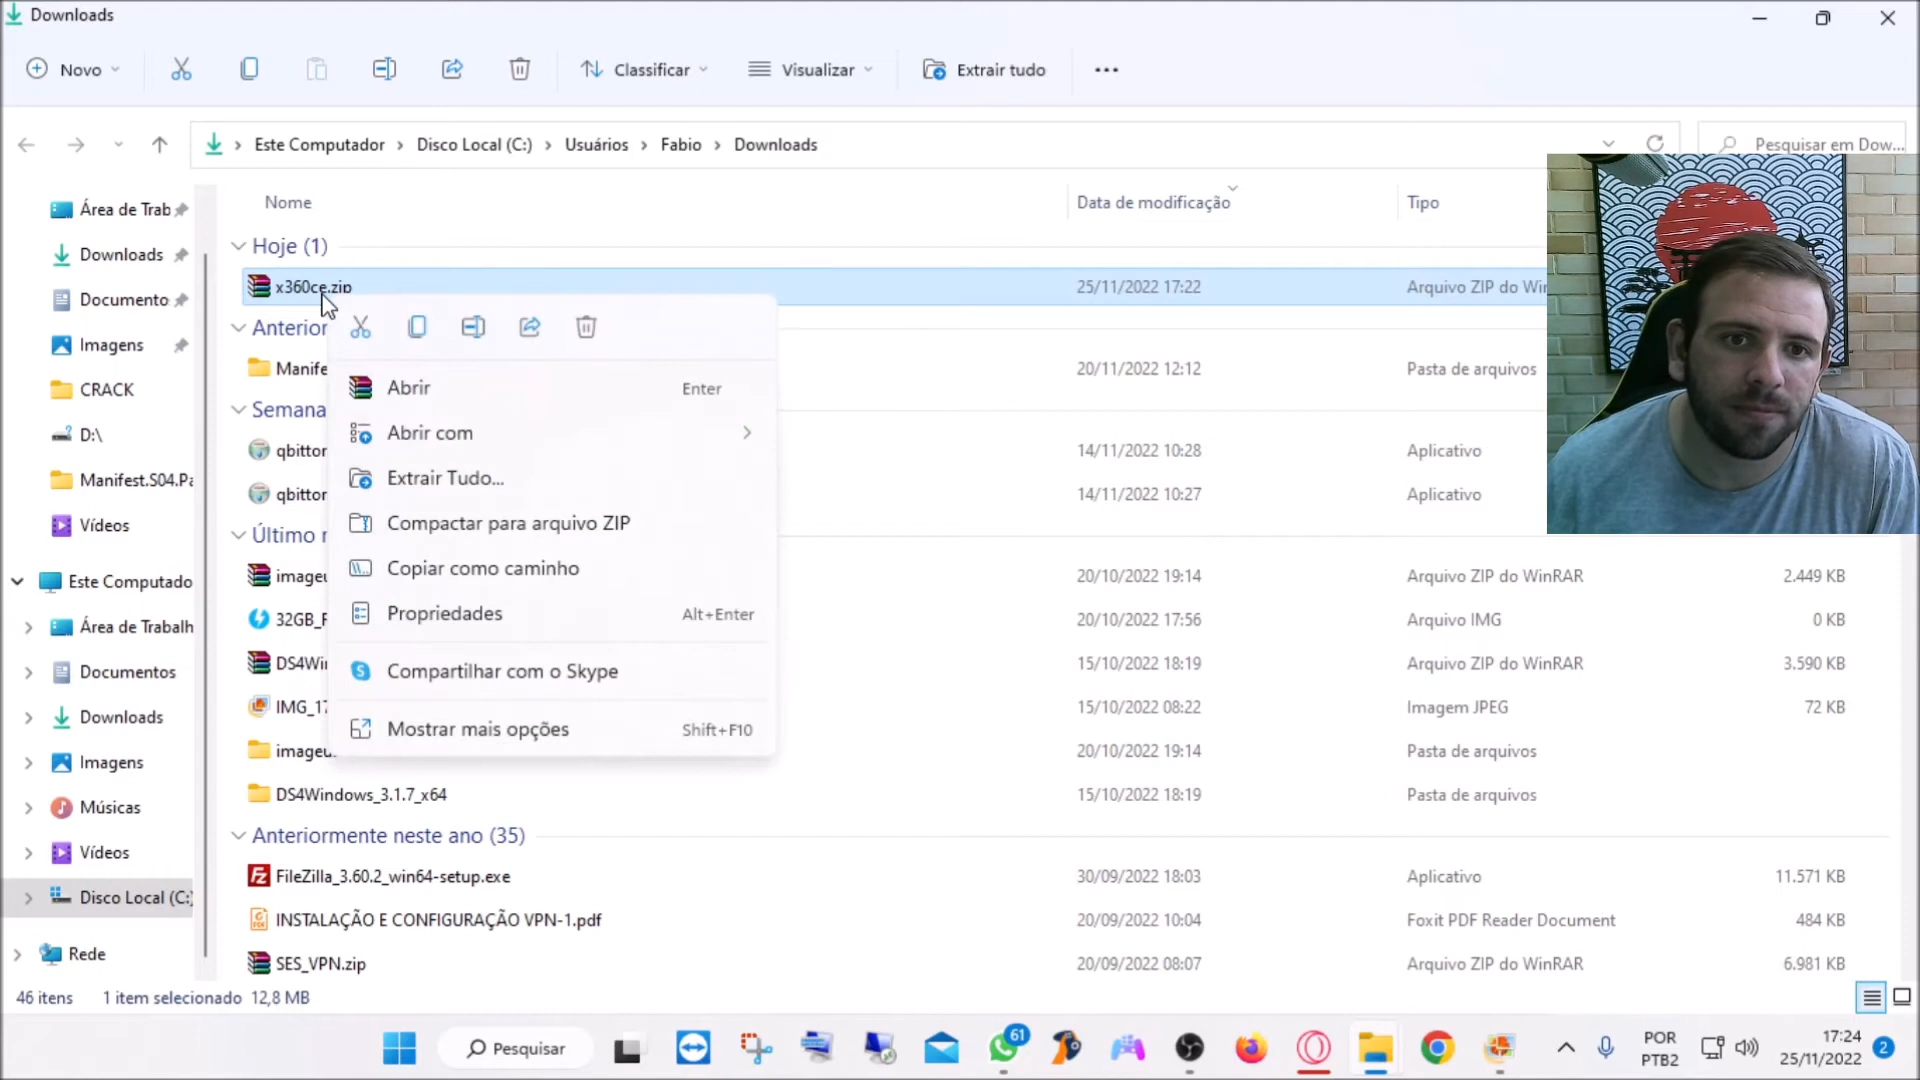 Downloads
Novo
Classificar
Visualizar
Extrair tudo
Este Computador > Disco Local (C:) > Usuários > Fabio > Downloads
Pesquisar em Dow...
Nome
Data de modificação
Tipo
Área de Trab
Downloads
Documento
Imagens
CRACK
D:\
Manifest.S04.Pa
Vídeos
Este Computado
Área de Trabalh
Documentos
Downloads
Imagens
Músicas
Vídeos
Disco Local (C:)
Rede
Hoje (1)
x360ce.zip 25/11/2022 17:22 Arquivo ZIP do Win
Anterior
Manife 20/11/2022 12:12 Pasta de arquivos
Semana
qbittor 14/11/2022 10:28 Aplicativo
qbittor 14/11/2022 10:27 Aplicativo
Último
imageu 20/10/2022 19:14 Arquivo ZIP do WinRAR 2.449 KB
32GB_F 20/10/2022 17:56 Arquivo IMG 0 KB
DS4Wi 15/10/2022 18:19 Arquivo ZIP do WinRAR 3.590 KB
IMG_17 15/10/2022 08:22 Imagem JPEG 72 KB
imageu 20/10/2022 19:14 Pasta de arquivos
DS4Windows_3.1.7_x64 15/10/2022 18:19 Pasta de arquivos
Anteriormente neste ano (35)
FileZilla_3.60.2_win64-setup.exe 30/09/2022 18:03 Aplicativo 11.571 KB
INSTALAÇÃO E CONFIGURAÇÃO VPN-1.pdf 20/09/2022 10:04 Foxit PDF Reader Document 484 KB
SES_VPN.zip 20/09/2022 08:07 Arquivo ZIP do WinRAR 6.981 KB
Abrir Enter
Abrir com
Extrair Tudo...
Compactar para arquivo ZIP
Copiar como caminho
Propriedades Alt+Enter
Compartilhar com o Skype
Mostrar mais opções Shift+F10
46 itens 1 item selecionado 12,8 MB
Pesquisar
61
POR
PTB2
17:24
25/11/2022
2